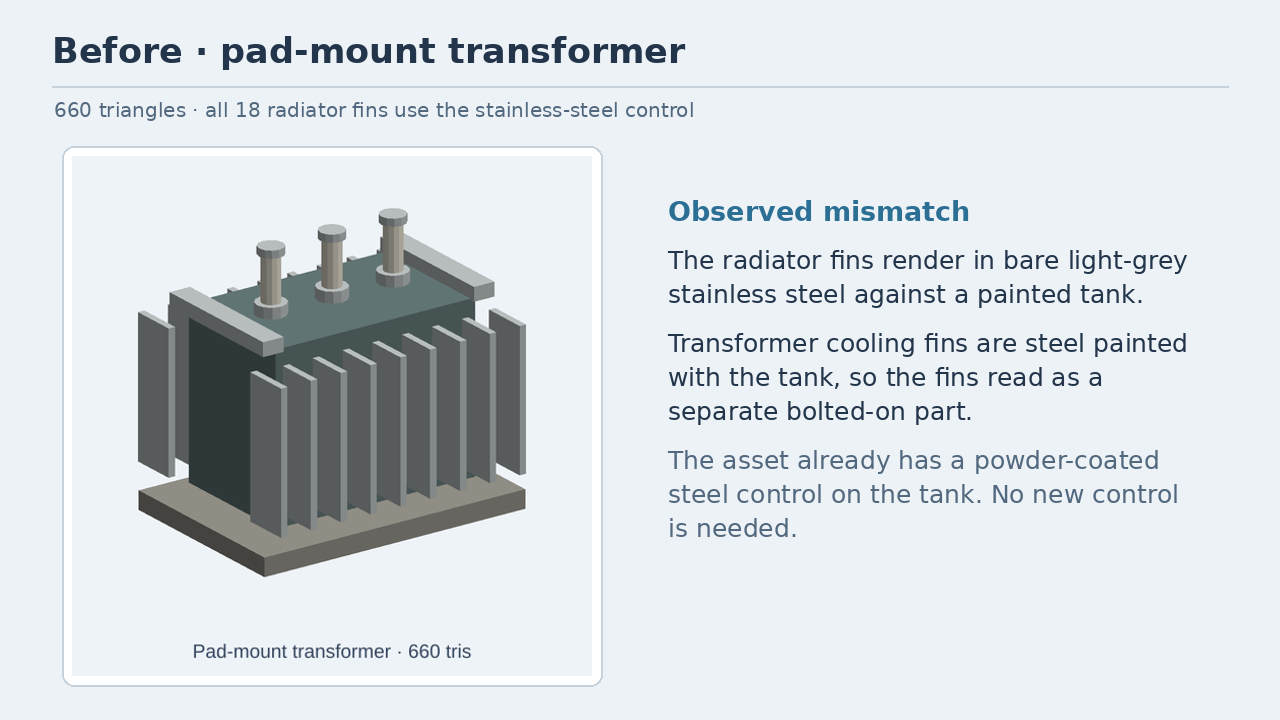 Before · pad-mount transformer
660 triangles · all 18 radiator fins use the stainless-steel control
Observed mismatch
The radiator fins render in bare light-grey
stainless steel against a painted tank.
Transformer cooling fins are steel painted
with the tank, so the fins read as a
separate bolted-on part.
The asset already has a powder-coated
steel control on the tank. No new control
is needed.
Pad-mount transformer · 660 tris